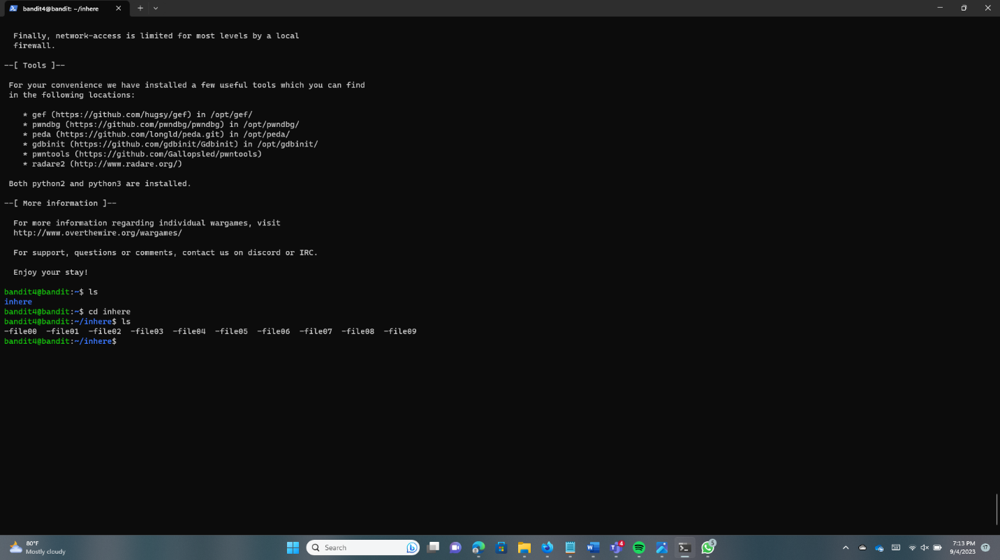 bandit4@bandit: ~/inhere
Finally, network-access is limited for most levels by a local
firewall.
--[ Tools ]--
For your convenience we have installed a few useful tools which you can find
in the following locations:
* gef (https://github.com/hugsy/gef) in /opt/gef/
* pwndbg (https://github.com/pwndbg/pwndbg) in /opt/pwndbg/
* peda (https://github.com/longld/peda.git) in /opt/peda/
* gdbinit (https://github.com/gdbinit/Gdbinit) in /opt/gdbinit/
* pwntools (https://github.com/Gallopsled/pwntools)
* radare2 (http://www.radare.org/)
Both python2 and python3 are installed.
--[ More information ]--
For more information regarding individual wargames, visit
http://www.overthewire.org/wargames/
For support, questions or comments, contact us on discord or IRC.
Enjoy your stay!
bandit4@bandit:~$ ls
inhere
bandit4@bandit:~$ cd inhere
bandit4@bandit:~/inhere$ ls
-file00  -file01  -file02  -file03  -file04  -file05  -file06  -file07  -file08  -file09
bandit4@bandit:~/inhere$
80°F
Mostly cloudy
Search
4
5
7:13 PM
9/4/2023
17